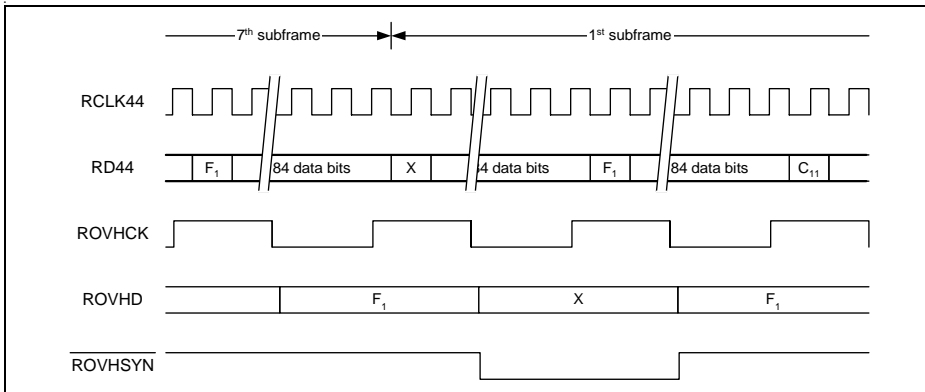 7th subframe 1st subframe
RCLK44
RD44 F1 84 data bits X 84 data bits F1 84 data bits C11
ROVHCK
ROVHD F1 X F1
ROVHSYN